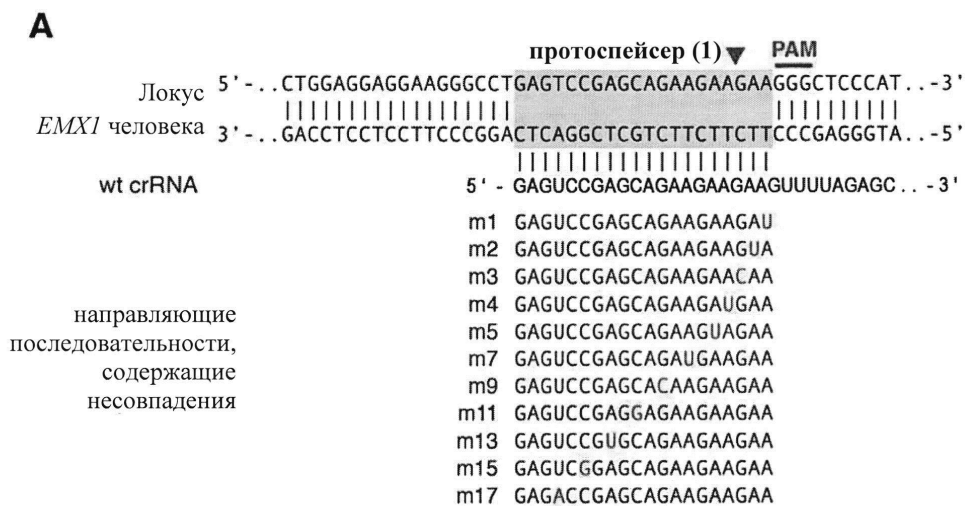 A
протоспейсер (1) PAM
5'-..CTGGAGGAGGAAGGGCCTGAGTCCGAGCAGAAGAAGAAGGGCTCCCAT..-3'
Локус
EMX1 человека
3'-..GACCTCCTCCTTCCCGGACTCAGGCTCGTCTTCTTCTTCCCGAGGGTA..-5'
wt crRNA 5'-GAGUCCGAGCAGAAGAAGAAGUUUUAGAGC..-3'
m1 GAGUCCGAGCAGAAGAAGAU
m2 GAGUCCGAGCAGAAGAAGUA
m3 GAGUCCGAGCAGAAGAACAA
m4 GAGUCCGAGCAGAAGAUGAA
m5 GAGUCCGAGCAGAAGUAGAA
m7 GAGUCCGAGCAGAUGAAGAA
m9 GAGUCCGAGCACAAGAAGAA
m11 GAGUCCGAGGAGAAGAAGAA
m13 GAGUCCGUGCAGAAGAAGAA
m15 GAGUCGGAGCAGAAGAAGAA
m17 GAGACCGAGCAGAAGAAGAA
направляющие
последовательности,
содержащие
несовпадения